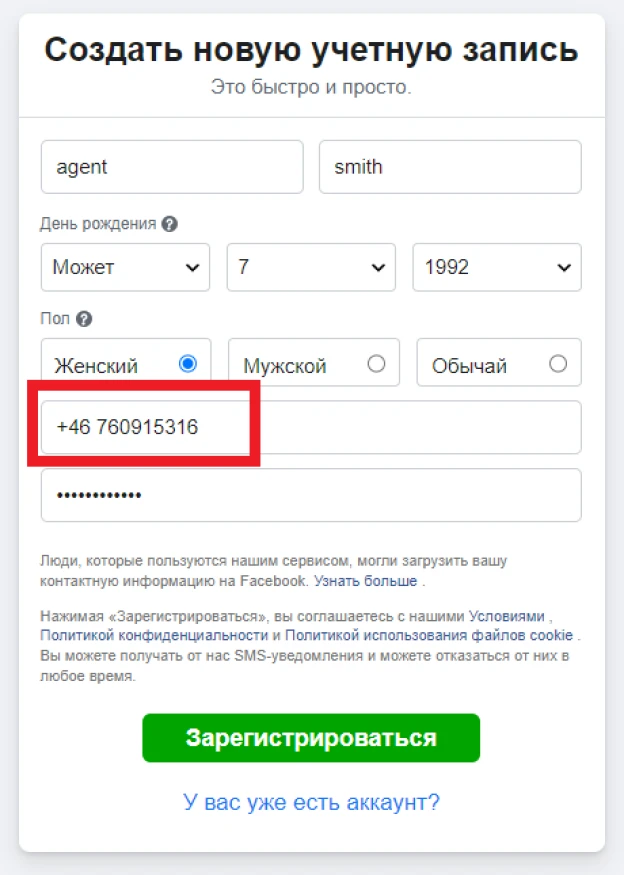 Создать новую учетную запись
Это быстро и просто.
agent smith
День рождения ?
Может 7 1992
Пол ?
Женский Мужской Обычай
+46 760915316
••••••••••••
Люди, которые пользуются нашим сервисом, могли загрузить вашу
контактную информацию на Facebook. Узнать больше .
Нажимая «Зарегистрироваться», вы соглашаетесь с нашими Условиями ,
Политикой конфиденциальности и Политикой использования файлов cookie .
Вы можете получать от нас SMS-уведомления и можете отказаться от них в
любое время.
Зарегистрироваться
У вас уже есть аккаунт?